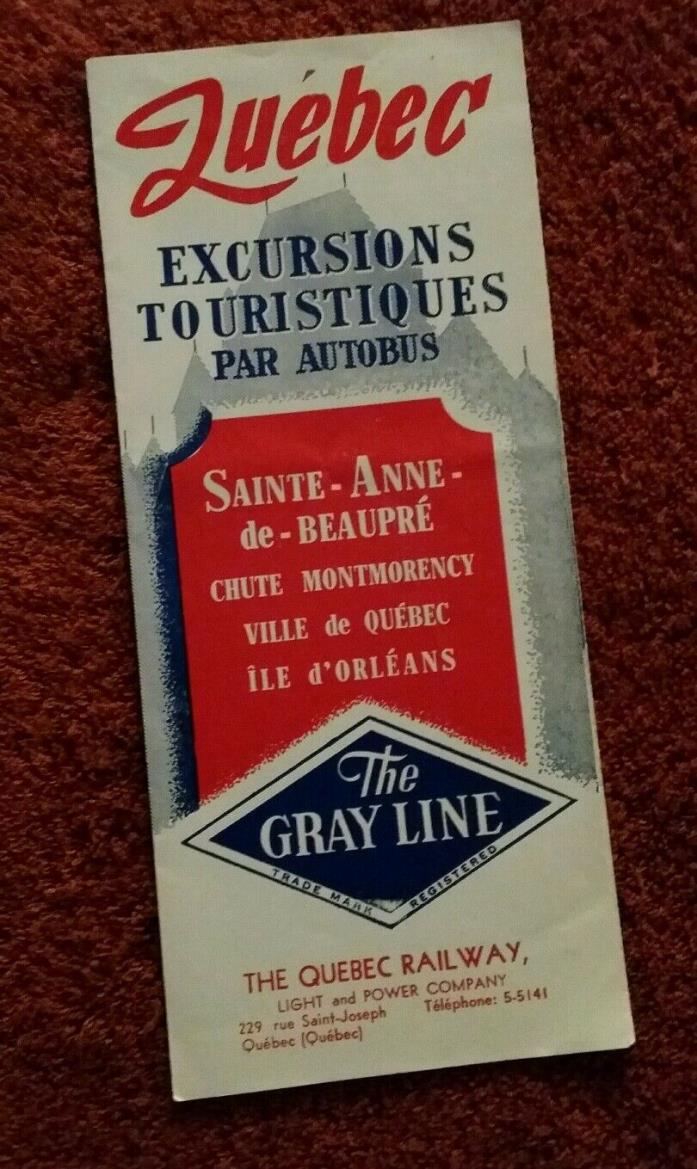 Québec
EXCURSIONS
TOURISTIQUES
PAR AUTOBUS
SAINTE-ANNE-
de-BEAUPRÉ
CHUTE MONTMORENCY
VILLE de QUÉBEC
ÎLE d'ORLÉANS
The
GRAY LINE
TRADE MARK REGISTERED
THE QUEBEC RAILWAY,
LIGHT and POWER COMPANY
229 rue Saint-Joseph Téléphone: 5-5141
Québec (Québec)